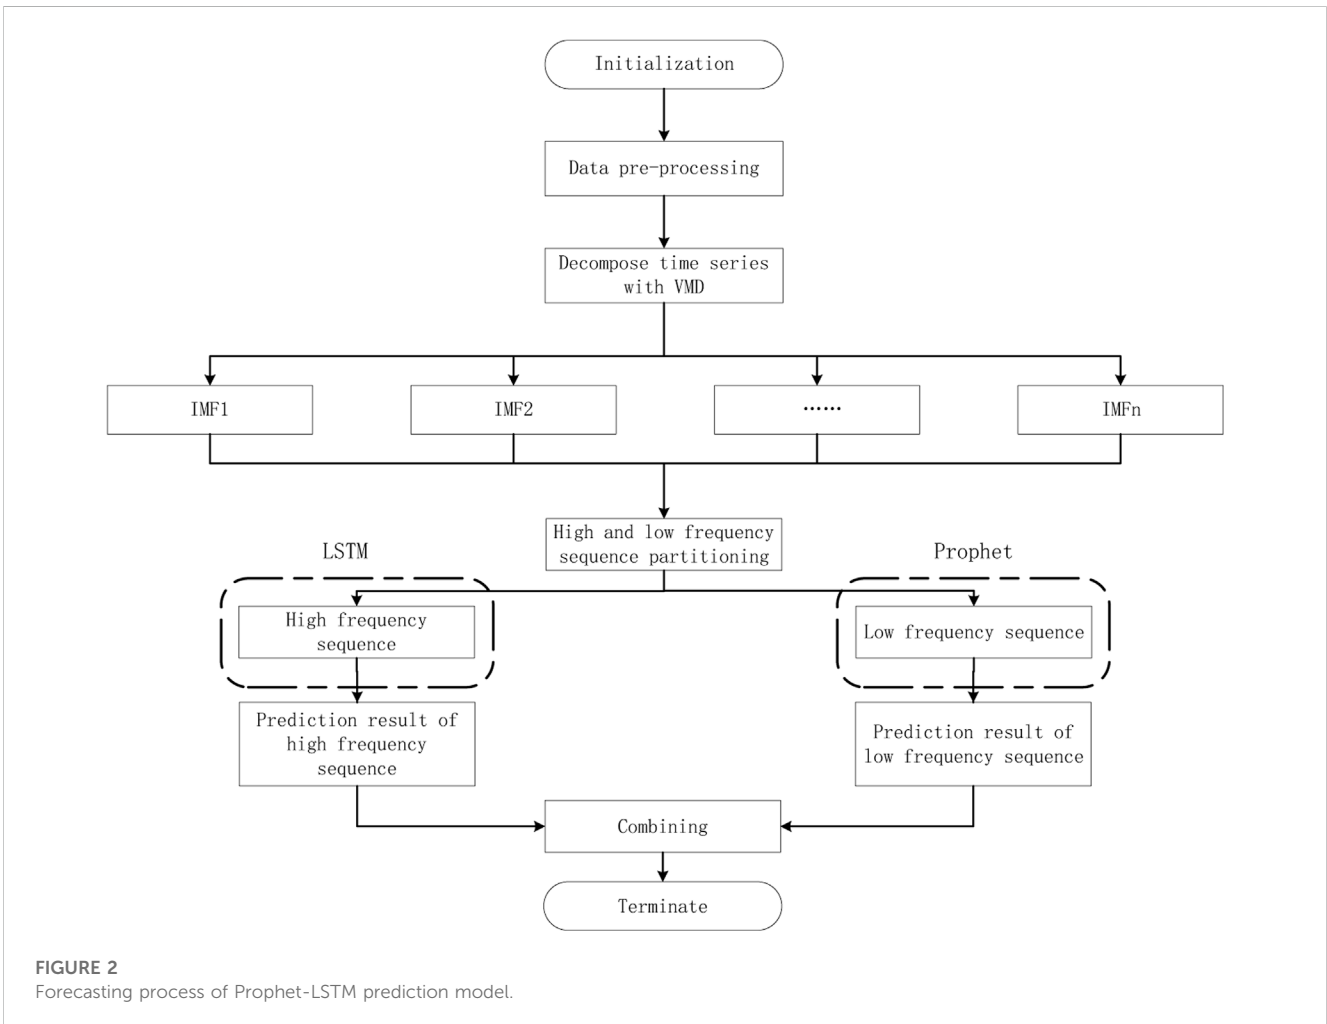 Initialization
Data pre-processing
Decompose time series
with VMD
IMF1
IMF2
······
IMFn
High and low frequency
sequence partitioning
LSTM
Prophet
High frequency
sequence
Low frequency sequence
Prediction result of
high frequency
sequence
Prediction result of
low frequency sequence
Combining
Terminate
FIGURE 2
Forecasting process of Prophet-LSTM prediction model.